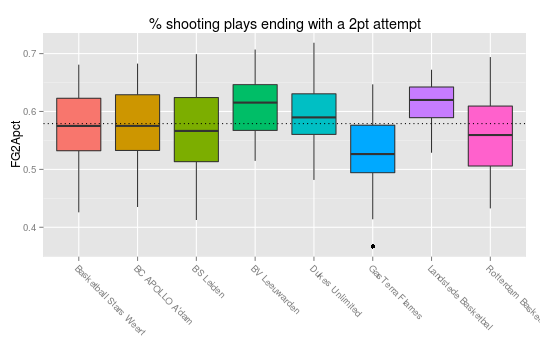 % shooting plays ending with a 2pt attempt
FG2Apct
0.7
0.6
0.5
0.4
Basketball Stars Weert
BC APOLLO A'dam
BS Leiden
BV Leeuwarden
Dukes Unlimited
GasTerra Flames
Landstede Basketbal
Rotterdam Baske